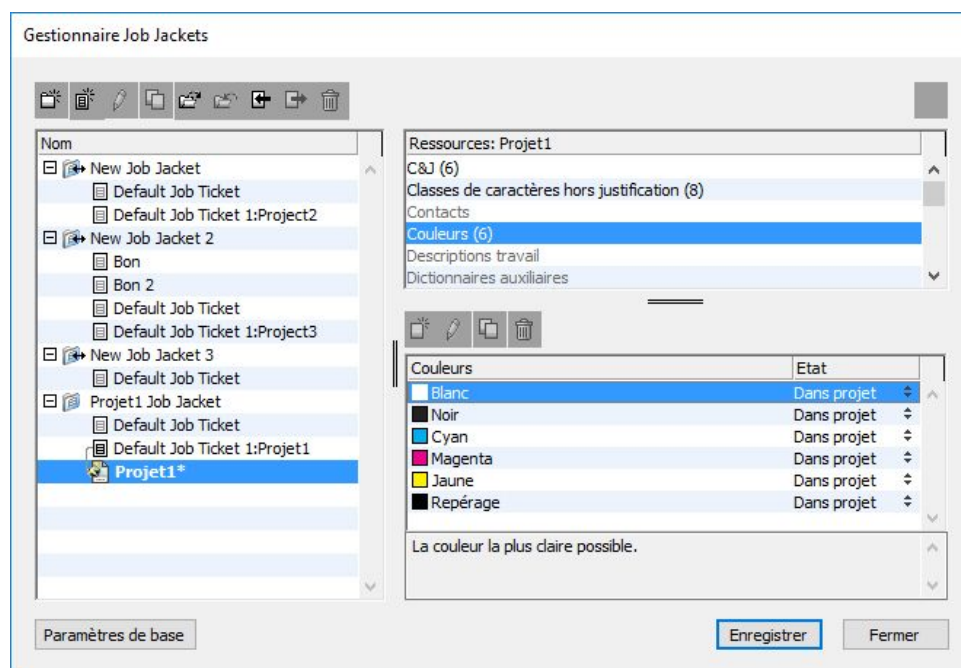 Gestionnaire Job Jackets
Nom
New Job Jacket
Default Job Ticket
Default Job Ticket 1:Project2
New Job Jacket 2
Bon
Bon 2
Default Job Ticket
Default Job Ticket 1:Project3
New Job Jacket 3
Default Job Ticket
Projet1 Job Jacket
Default Job Ticket
Default Job Ticket 1:Projet1
Projet1*
Ressources: Projet1
C&J (6)
Classes de caractères hors justification (8)
Contacts
Couleurs (6)
Descriptions travail
Dictionnaires auxiliaires
Couleurs Etat
Blanc Dans projet
Noir Dans projet
Cyan Dans projet
Magenta Dans projet
Jaune Dans projet
Repérage Dans projet
La couleur la plus claire possible.
Paramètres de base Enregistrer Fermer